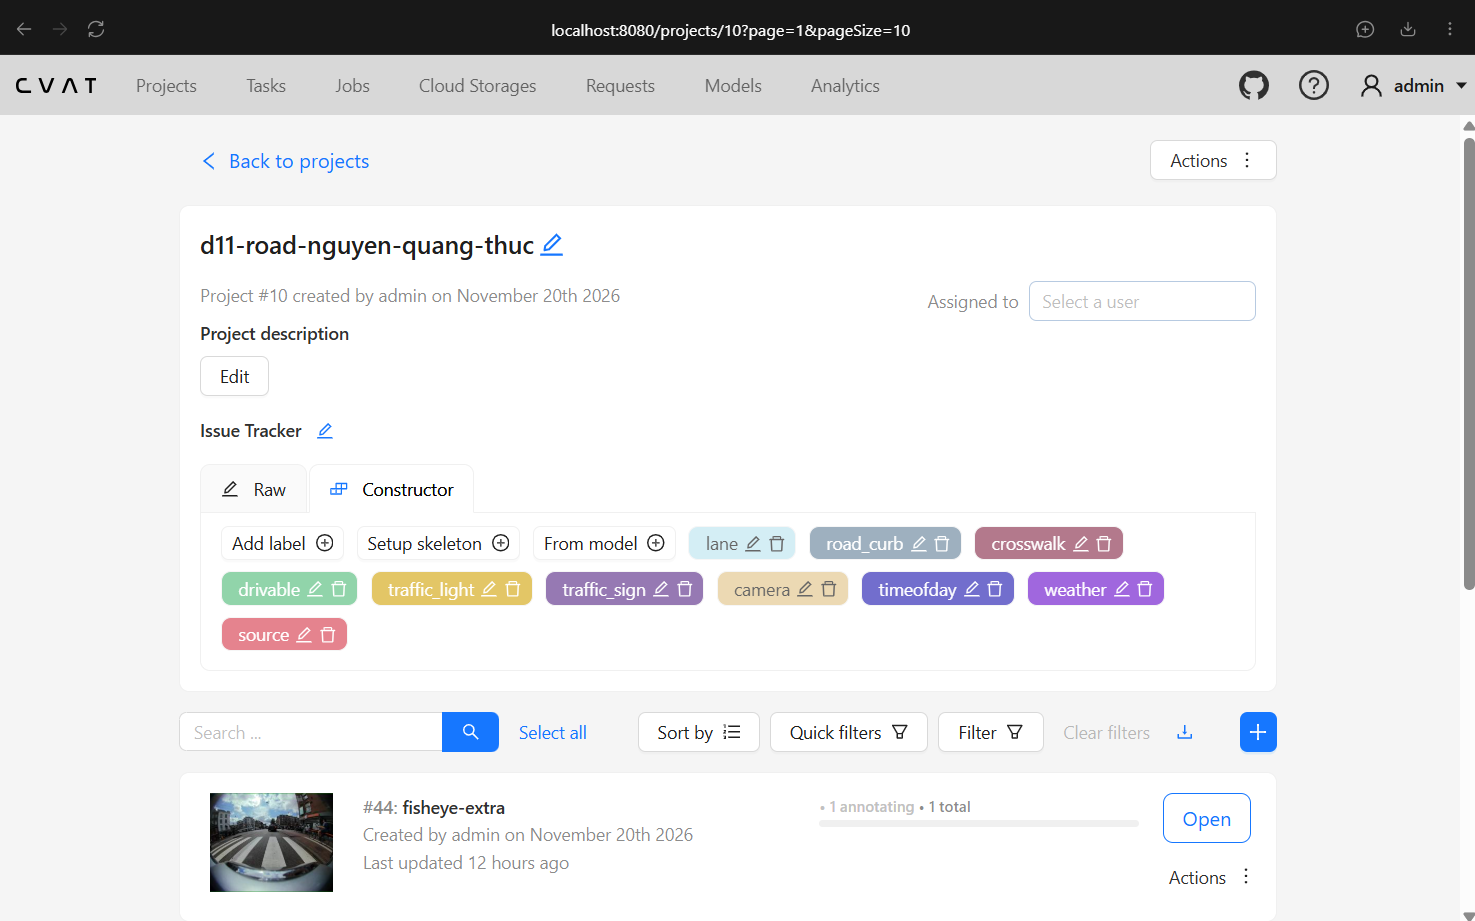 localhost:8080/projects/10?page=1&pageSize=10
CVAT Projects Tasks Jobs Cloud Storages Requests Models Analytics admin
Back to projects Actions
d11-road-nguyen-quang-thuc
Project #10 created by admin on November 20th 2026
Assigned to Select a user
Project description
Edit
Issue Tracker
Raw Constructor
Add label Setup skeleton From model lane road_curb crosswalk
drivable traffic_light traffic_sign camera timeofday weather
source
Search ... Select all Sort by Quick filters Filter Clear filters
#44: fisheye-extra • 1 annotating • 1 total Open
Created by admin on November 20th 2026
Last updated 12 hours ago
Actions